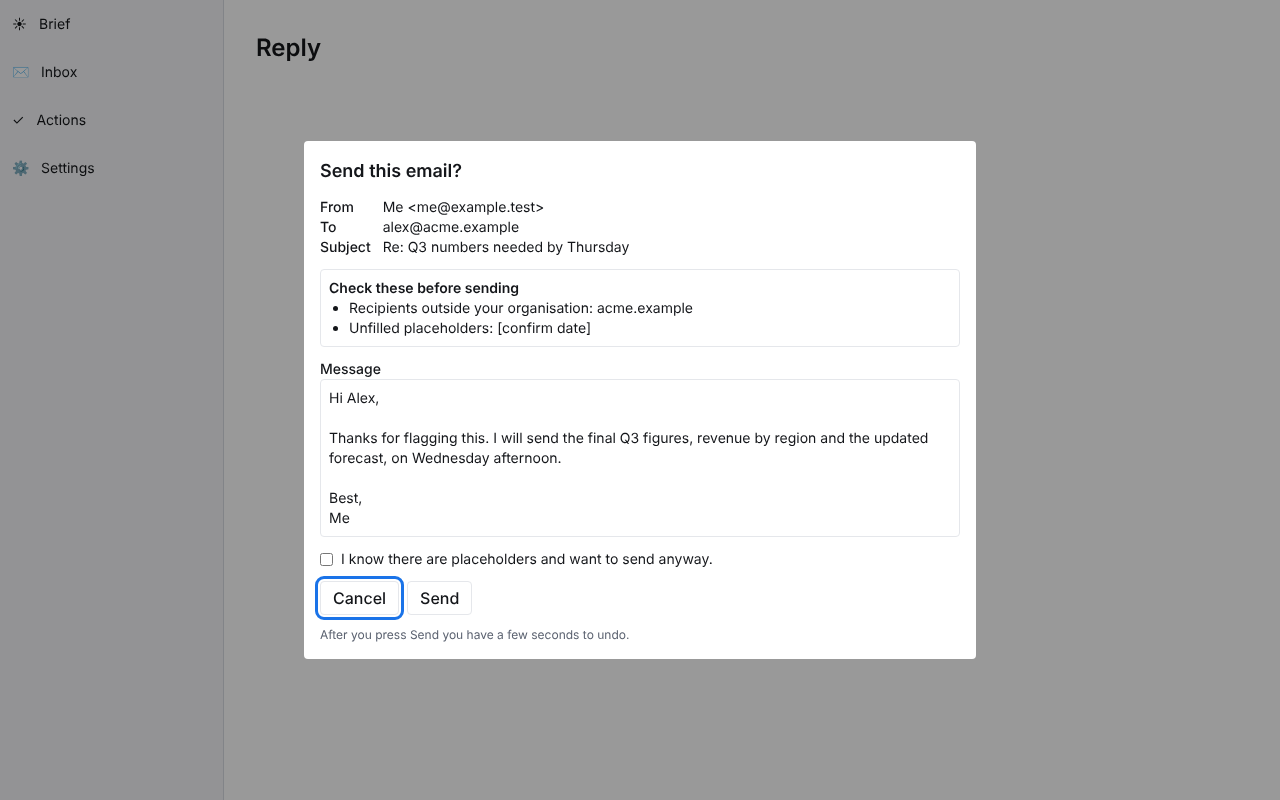 Brief
Inbox
Actions
Settings
Reply
Send this email?
From Me <me@example.test>
To alex@acme.example
Subject Re: Q3 numbers needed by Thursday
Check these before sending
Recipients outside your organisation: acme.example
Unfilled placeholders: [confirm date]
Message
Hi Alex,
Thanks for flagging this. I will send the final Q3 figures, revenue by region and the updated
forecast, on Wednesday afternoon.
Best,
Me
I know there are placeholders and want to send anyway.
Cancel Send
After you press Send you have a few seconds to undo.